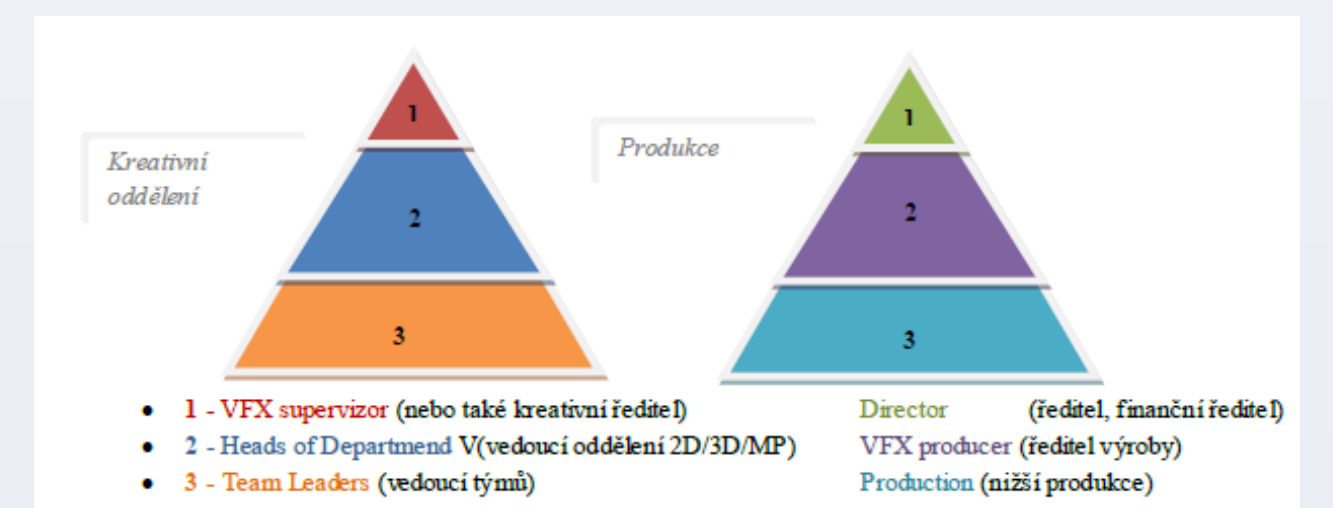 1
1
Kreativní
oddělení
Produkce
2
2
3
3
1 - VFX supervizor (nebo také kreativní ředitel) Director (ředitel, finanční ředitel)
2 - Heads of Departmend V(vedoucí oddělení 2D/3D/MP) VFX producer (ředitel výroby)
3 - Team Leaders (vedoucí týmů) Production (nižší produkce)